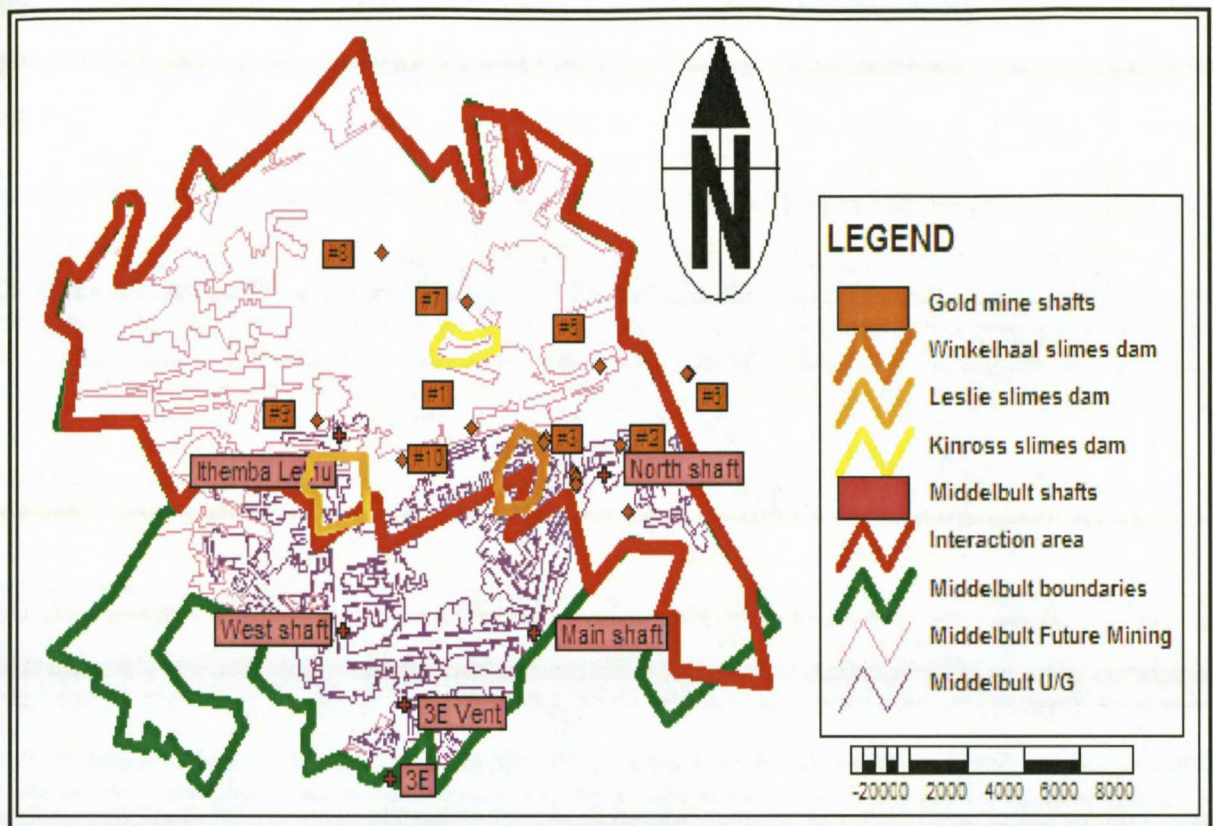 N
#8
#7
#5
#6
#1
#9
#3
#2
#10
Ithemba Lethu
North shaft
West shaft
Main shaft
3E Vent
3E
LEGEND
Gold mine shafts
Winkelhaal slimes dam
Leslie slimes dam
Kinross slimes dam
Middelbult shafts
Interaction area
Middelbult boundaries
Middelbult Future Mining
Middelbult U/G
-20000 2000 4000 6000 8000